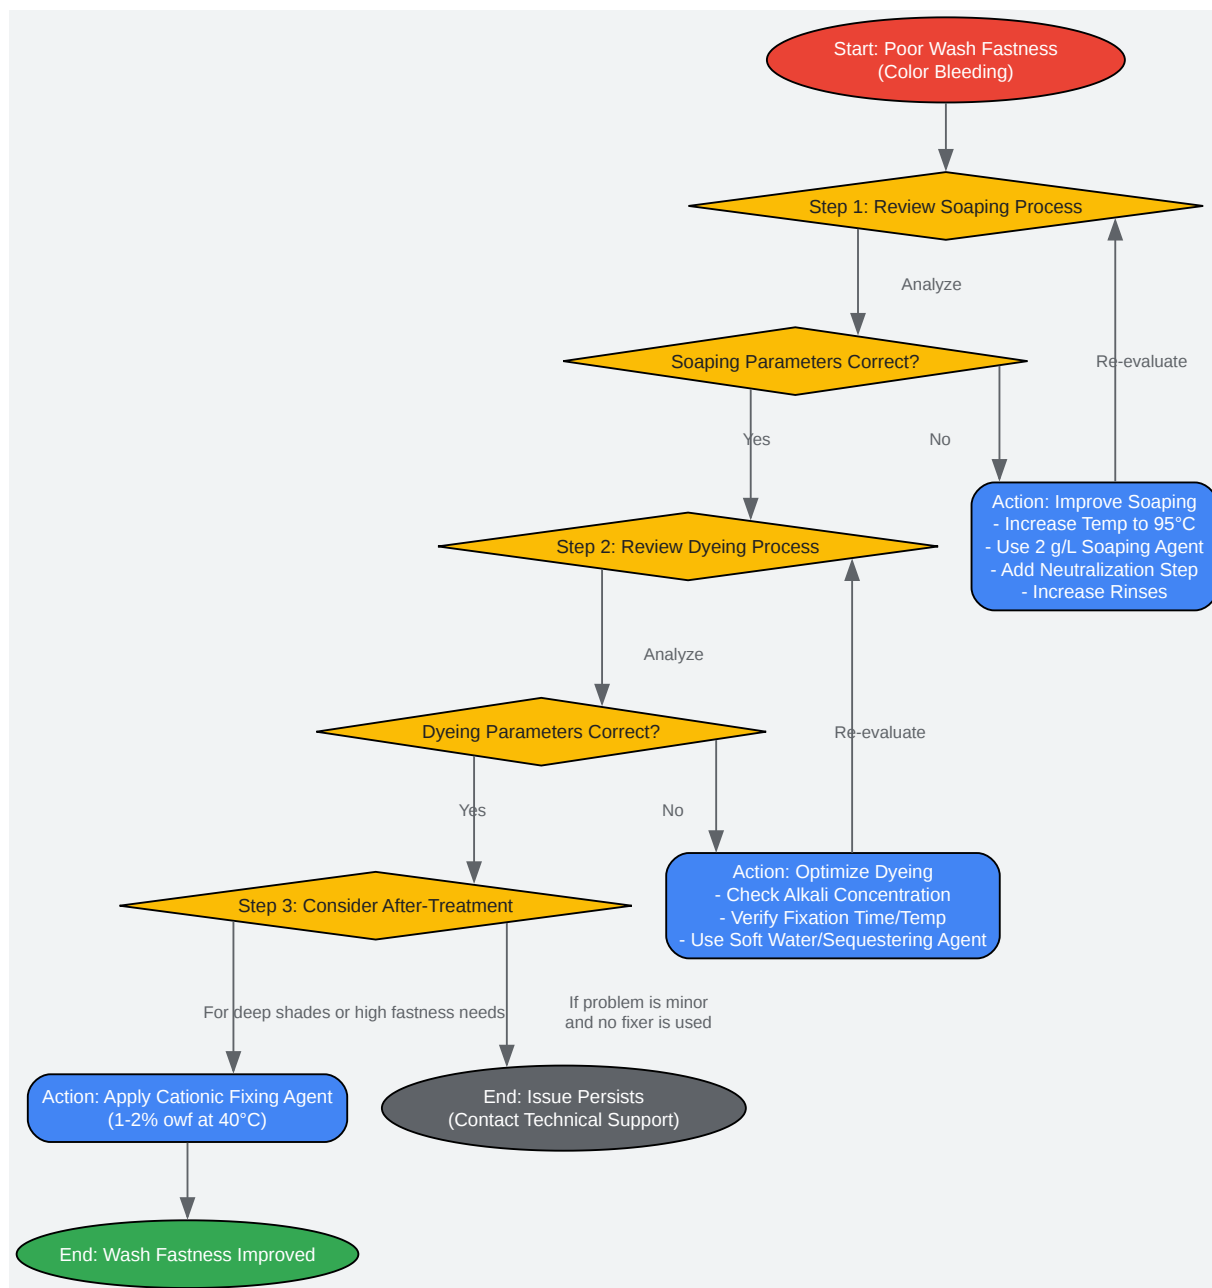 Start: Poor Wash Fastness
(Color Bleeding)
Step 1: Review Soaping Process
Analyze
Soaping Parameters Correct?
Re-evaluate
Yes
No
Action: Improve Soaping
- Increase Temp to 95°C
- Use 2 g/L Soaping Agent
- Add Neutralization Step
- Increase Rinses
Step 2: Review Dyeing Process
Analyze
Dyeing Parameters Correct?
Re-evaluate
Yes
No
Action: Optimize Dyeing
- Check Alkali Concentration
- Verify Fixation Time/Temp
- Use Soft Water/Sequestering Agent
Step 3: Consider After-Treatment
For deep shades or high fastness needs
If problem is minor
and no fixer is used
Action: Apply Cationic Fixing Agent
(1-2% owf at 40°C)
End: Issue Persists
(Contact Technical Support)
End: Wash Fastness Improved